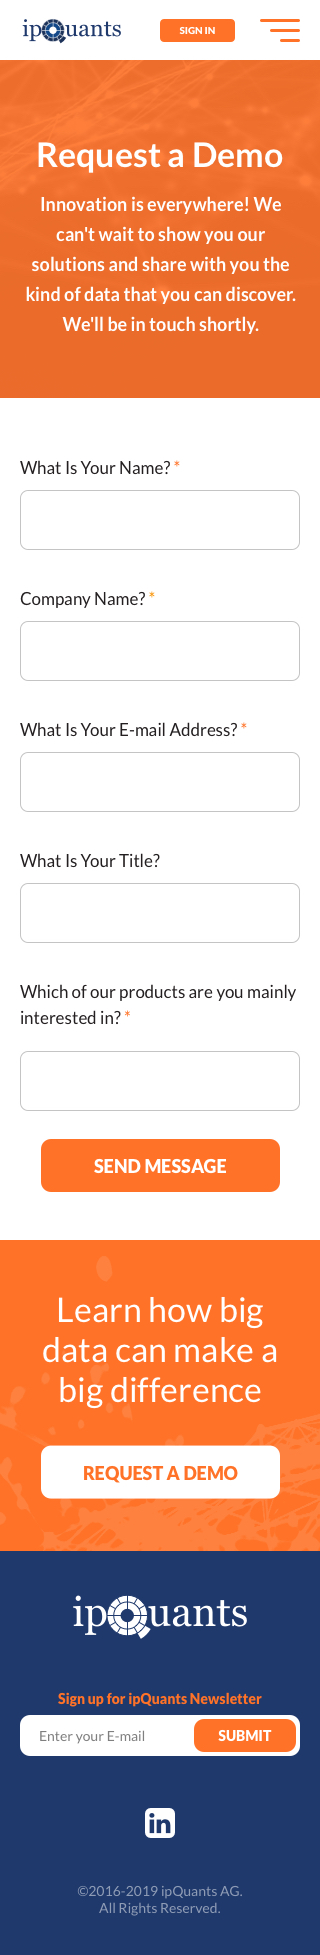 ipQuants
SIGN IN
Request a Demo
Innovation is everywhere! We
can't wait to show you our
solutions and share with you the
kind of data that you can discover.
We'll be in touch shortly.
What Is Your Name? *
Company Name? *
What Is Your E-mail Address? *
What Is Your Title?
Which of our products are you mainly
interested in? *
SEND MESSAGE
Learn how big
data can make a
big difference
REQUEST A DEMO
ipQuants
Sign up for ipQuants Newsletter
Enter your E-mail
SUBMIT
in
©2016-2019 ipQuants AG.
All Rights Reserved.